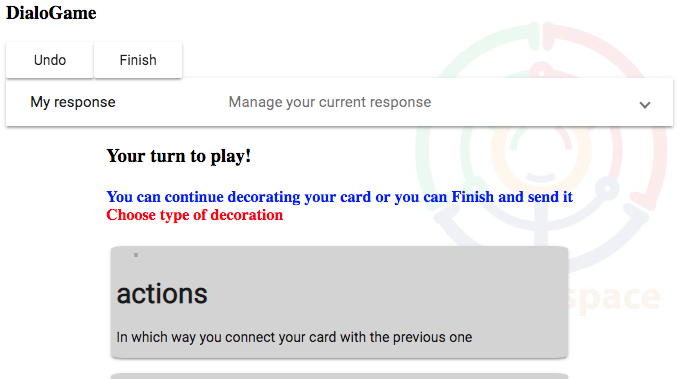 DialoGame
Undo Finish
My response Manage your current response
Your turn to play!
You can continue decorating your card or you can Finish and send it
Choose type of decoration
space
actions
In which way you connect your card with the previous one